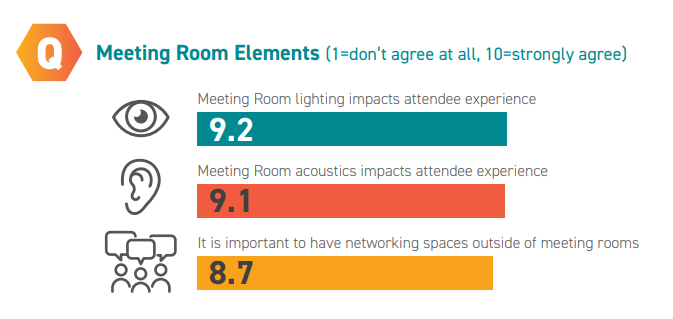 Q
Meeting Room Elements (1=don't agree at all, 10=strongly agree)
Meeting Room lighting impacts attendee experience
9.2
Meeting Room acoustics impacts attendee experience
9.1
It is important to have networking spaces outside of meeting rooms
8.7